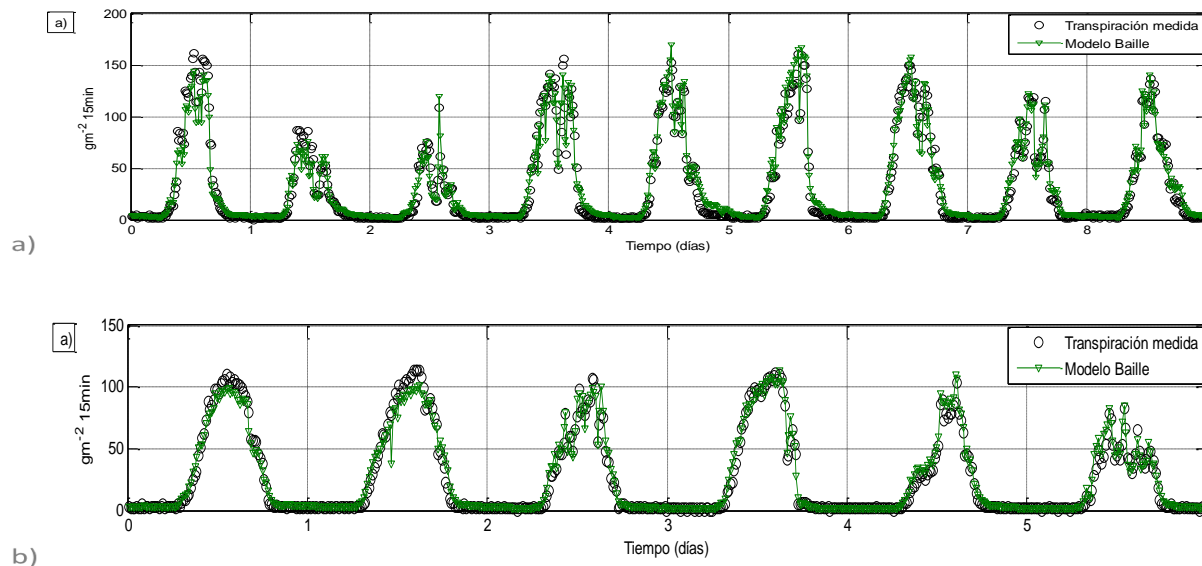 a)
200
150
100
50
0
gm-2 15min
Transpiración medida
Modelo Baille
0 1 2 3 4 5 6 7 8
Tiempo (días)
a)
a)
150
100
50
0
gm-2 15min
Transpiración medida
Modelo Baille
0 1 2 3 4 5
Tiempo (días)
b)